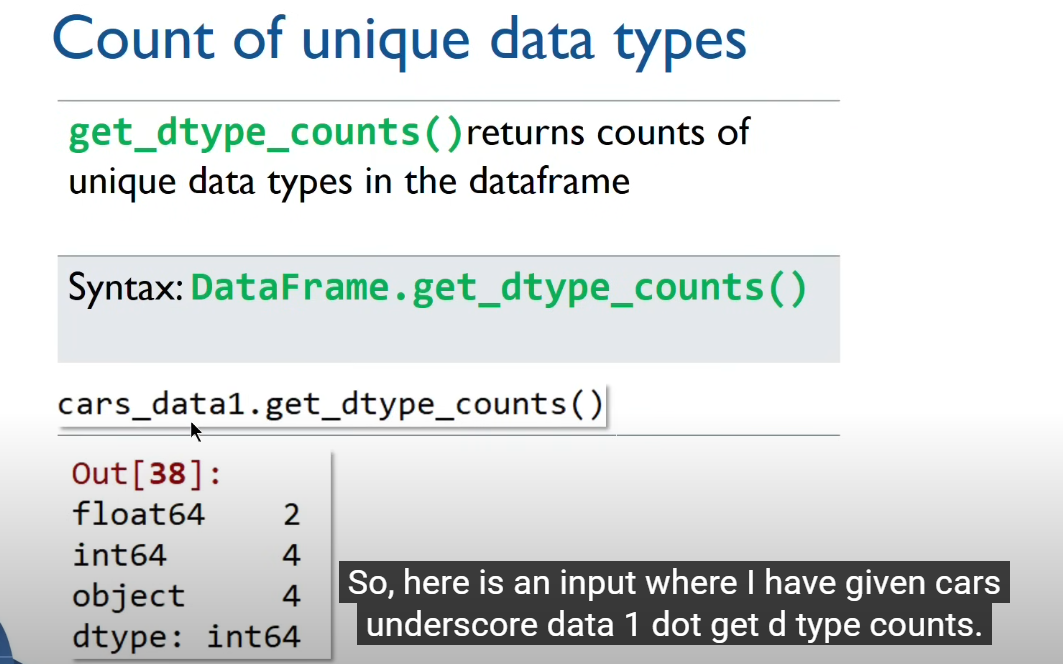 Count of unique data types
get_dtype_counts()returns counts of
unique data types in the dataframe
Syntax: DataFrame.get_dtype_counts()
cars_data1.get_dtype_counts()
Out[38]:
float64 2
int64 4
object 4
dtype: int64
So, here is an input where I have given cars
underscore data 1 dot get d type counts.